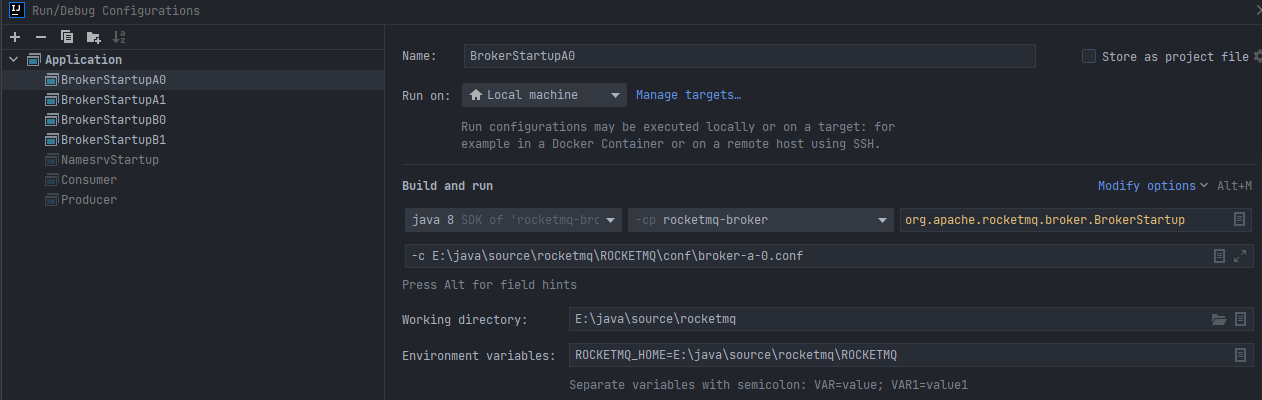 IJ Run/Debug Configurations
Application
BrokerStartupA0
BrokerStartupA1
BrokerStartupB0
BrokerStartupB1
NamesrvStartup
Consumer
Producer
Name: BrokerStartupA0 Store as project file
Run on: Local machine Manage targets…
Run configurations may be executed locally or on a target: for
example in a Docker Container or on a remote host using SSH.
Build and run Modify options Alt+M
java 8 SDK of 'rocketmq-bro -cp rocketmq-broker org.apache.rocketmq.broker.BrokerStartup
-c E:\java\source\rocketmq\ROCKETMQ\conf\broker-a-0.conf
Press Alt for field hints
Working directory: E:\java\source\rocketmq
Environment variables: ROCKETMQ_HOME=E:\java\source\rocketmq\ROCKETMQ
Separate variables with semicolon: VAR=value; VAR1=value1